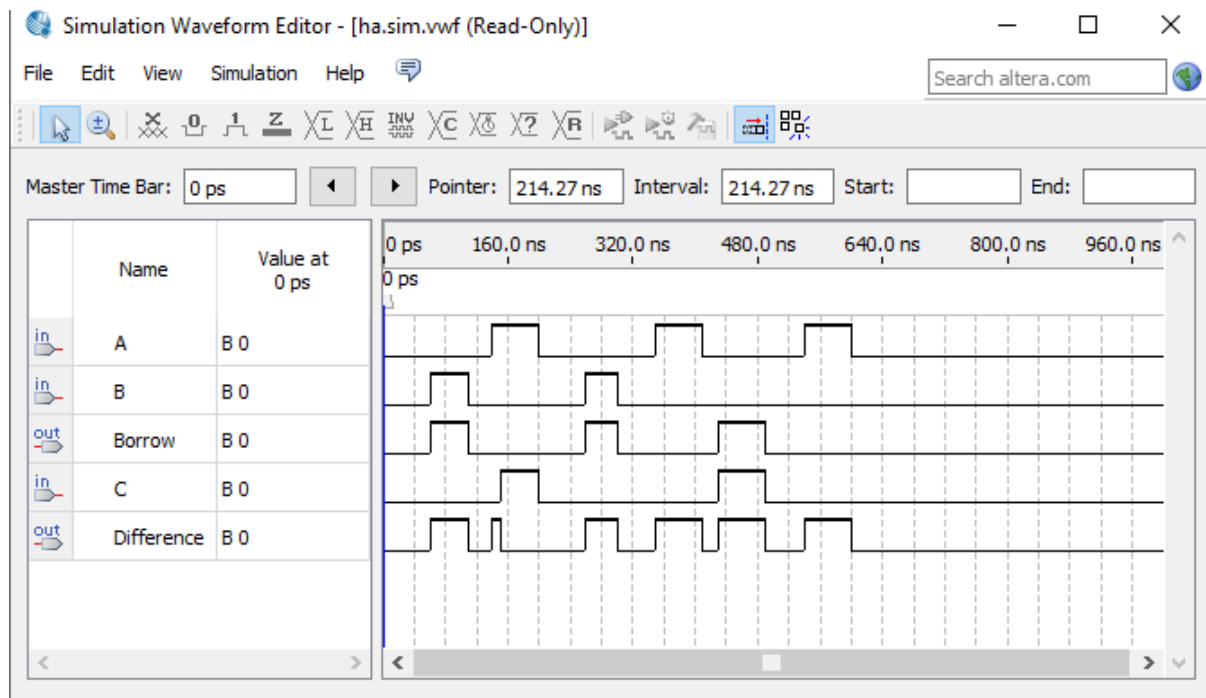 Simulation Waveform Editor - [ha.sim.vwf (Read-Only)]
File Edit View Simulation Help
Search altera.com
0 1 Z L H INV C ? R
Master Time Bar: 0 ps Pointer: 214.27 ns Interval: 214.27 ns Start: End:
Name Value at 0 ps
0 ps 160.0 ns 320.0 ns 480.0 ns 640.0 ns 800.0 ns 960.0 ns
0 ps
in A B 0
in B B 0
out Borrow B 0
in C B 0
out Difference B 0